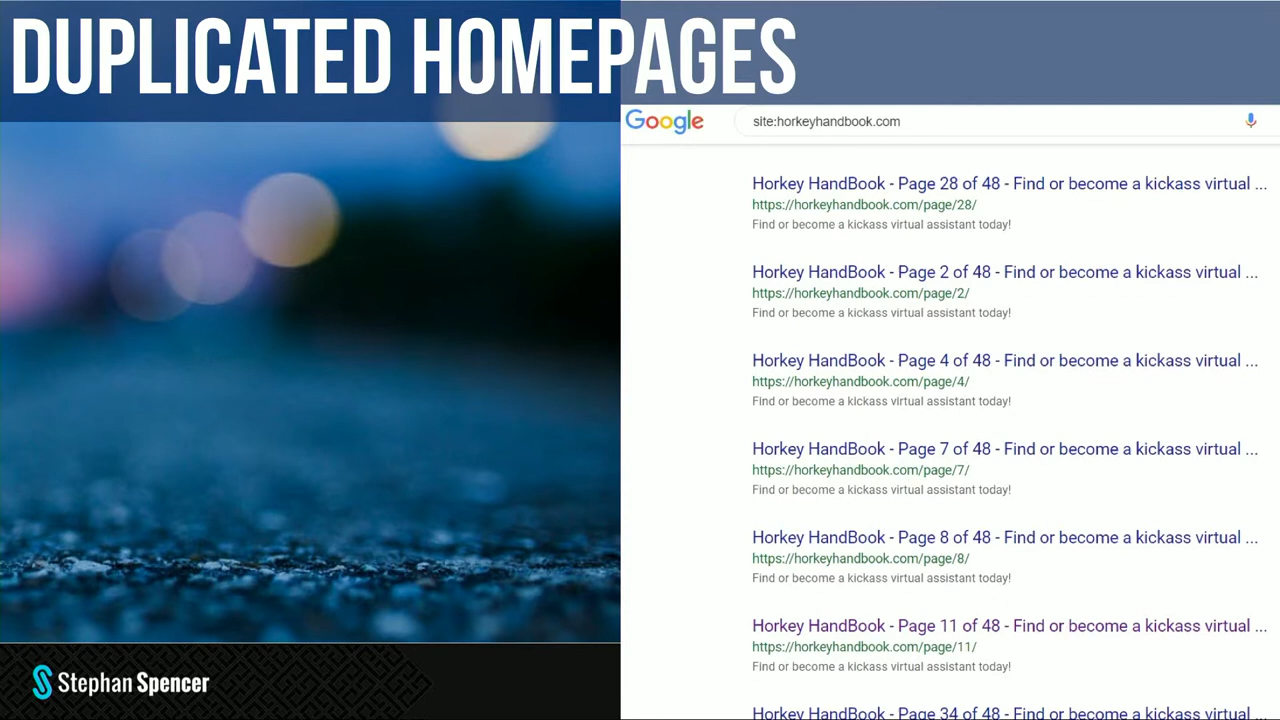 DUPLICATED HOMEPAGES
Google
site:horkeyhandbook.com
Horkey HandBook - Page 28 of 48 - Find or become a kickass virtual ...
https://horkeyhandbook.com/page/28/
Find or become a kickass virtual assistant today!
Horkey HandBook - Page 2 of 48 - Find or become a kickass virtual ...
https://horkeyhandbook.com/page/2/
Find or become a kickass virtual assistant today!
Horkey HandBook - Page 4 of 48 - Find or become a kickass virtual ...
https://horkeyhandbook.com/page/4/
Find or become a kickass virtual assistant today!
Horkey HandBook - Page 7 of 48 - Find or become a kickass virtual ...
https://horkeyhandbook.com/page/7/
Find or become a kickass virtual assistant today!
Horkey HandBook - Page 8 of 48 - Find or become a kickass virtual ...
https://horkeyhandbook.com/page/8/
Find or become a kickass virtual assistant today!
Horkey HandBook - Page 11 of 48 - Find or become a kickass virtual ...
https://horkeyhandbook.com/page/11/
Find or become a kickass virtual assistant today!
Horkey HandBook - Page 34 of 48 - Find or become a kickass virtual ...
Stephan Spencer